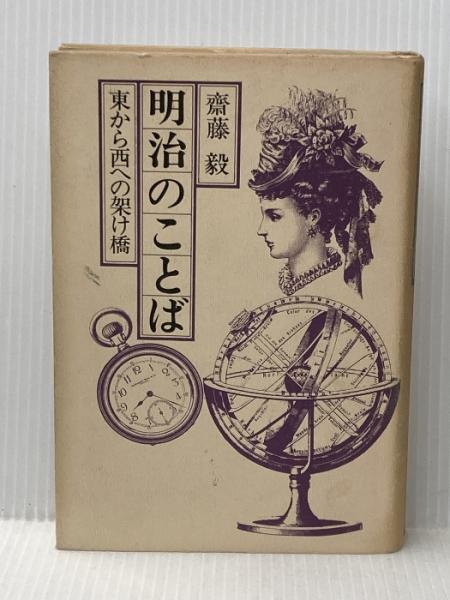 齋藤 毅
明治のことば
東から西への架け橋